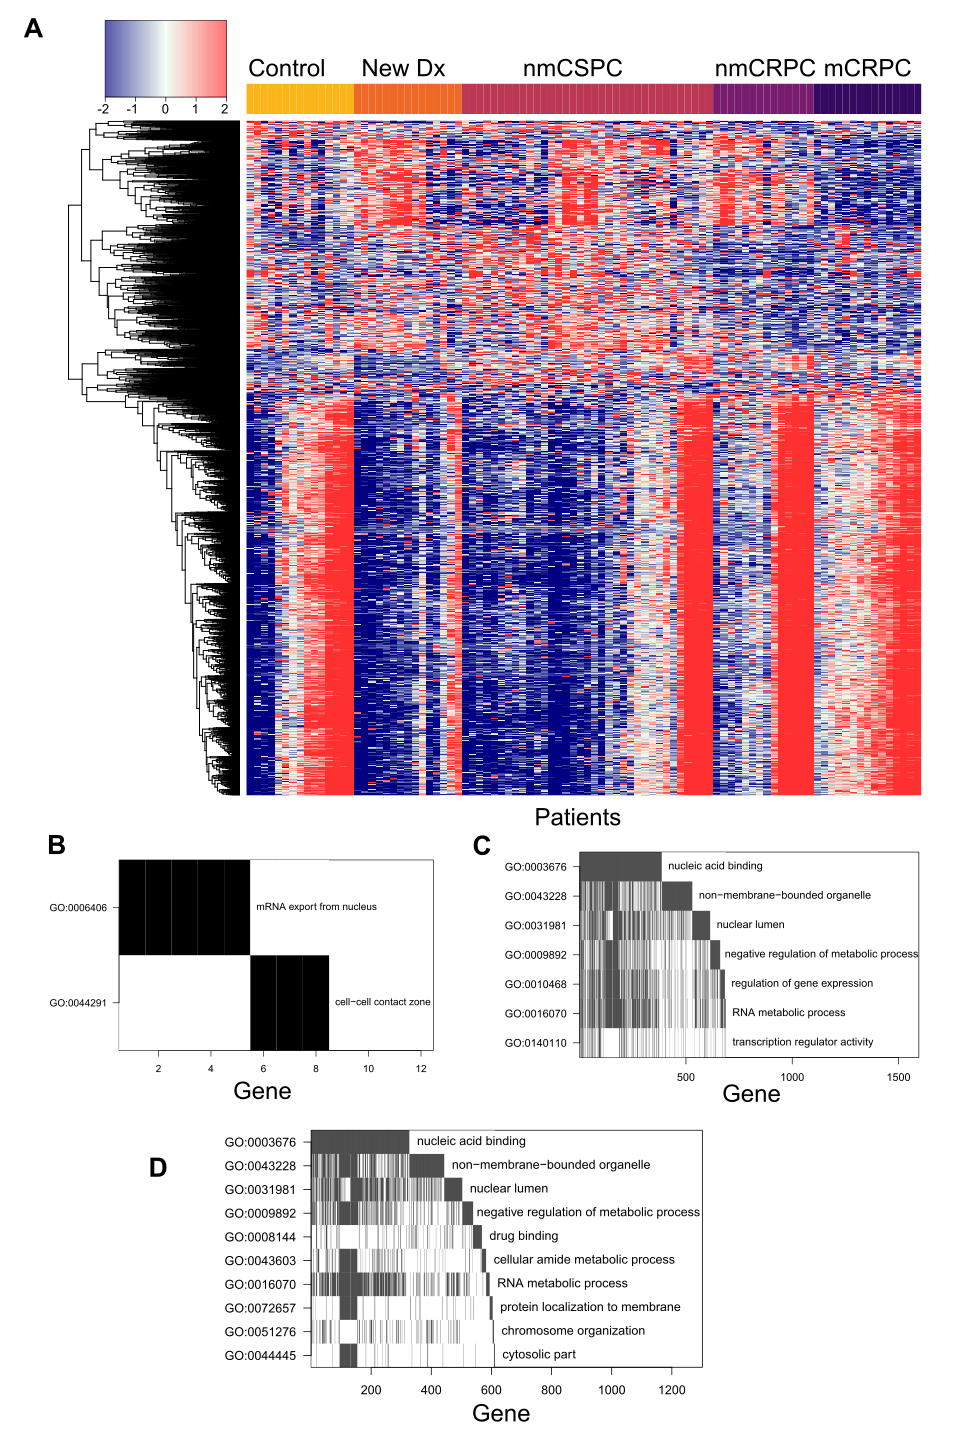 A
-2 -1 0 1 2
Control New Dx nmCSPC nmCRPC mCRPC
Patients
B
GO:0006406 mRNA export from nucleus
GO:0044291 cell−cell contact zone
2 4 6 8 10 12
Gene
C
GO:0003676 nucleic acid binding
GO:0043228 non−membrane−bounded organelle
GO:0031981 nuclear lumen
GO:0009892 negative regulation of metabolic process
GO:0010468 regulation of gene expression
GO:0016070 RNA metabolic process
GO:0140110 transcription regulator activity
500 1000 1500
Gene
D
GO:0003676 nucleic acid binding
GO:0043228 non−membrane−bounded organelle
GO:0031981 nuclear lumen
GO:0009892 negative regulation of metabolic process
GO:0008144 drug binding
GO:0043603 cellular amide metabolic process
GO:0016070 RNA metabolic process
GO:0072657 protein localization to membrane
GO:0051276 chromosome organization
GO:0044445 cytosolic part
200 400 600 800 1000 1200
Gene